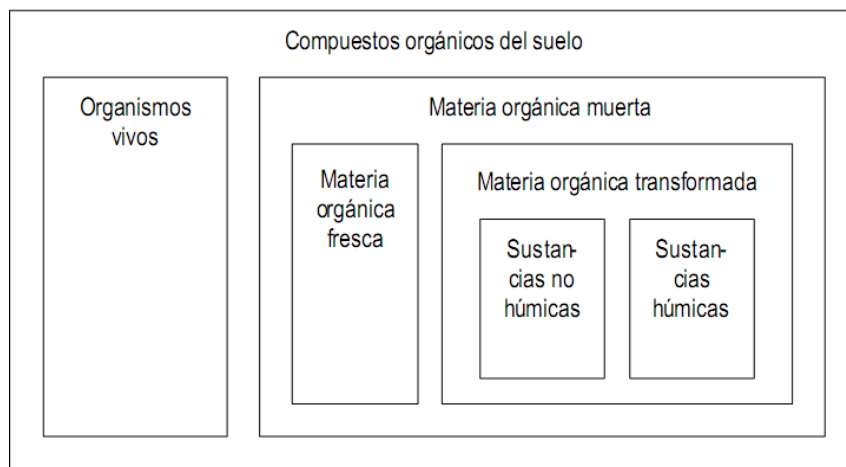 Compuestos orgánicos del suelo
Organismos
vivos
Materia orgánica muerta
Materia
orgánica
fresca
Materia orgánica transformada
Sustan-
cias no
húmicas
Sustan-
cias
húmicas